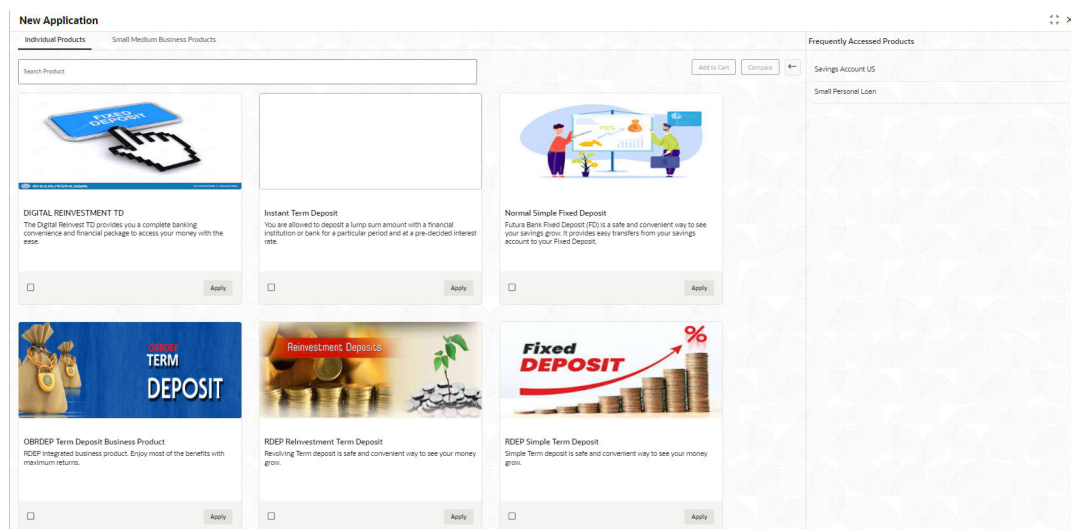 New Application
Individual Products
Small Medium Business Products
Frequently Accessed Products
Search Product
Add to Cart
Compare
Savings Account US
Small Personal Loan
FIXED
DEPOSIT
dreamstime.com
70%
DIGITAL REINVESTMENT TD
The Digital Reinvest TD provides you a complete banking
convenience and financial package to access your money with the
ease.
Apply
Instant Term Deposit
You are allowed to deposit a lump sum amount with a financial
institution or bank for a particular period and at a pre-decided interest
rate.
Apply
Normal Simple Fixed Deposit
Futura Bank Fixed Deposit (FD) is a safe and convenient way to see
your savings grow. It provides easy transfers from your savings
account to your Fixed Deposit.
Apply
OBRDEP
TERM
DEPOSIT
OBRDEP Term Deposit Business Product
RDEP integrated business product. Enjoy most of the benefits with
maximum returns.
Apply
Reinvestment Deposits
RDEP ReInvestment Term Deposit
Revolving Term deposit is safe and convenient way to see your money
grow.
Apply
%
Fixed
DEPOSIT
RDEP Simple Term Deposit
Simple Term deposit is safe and convenient way to see your money
grow.
Apply